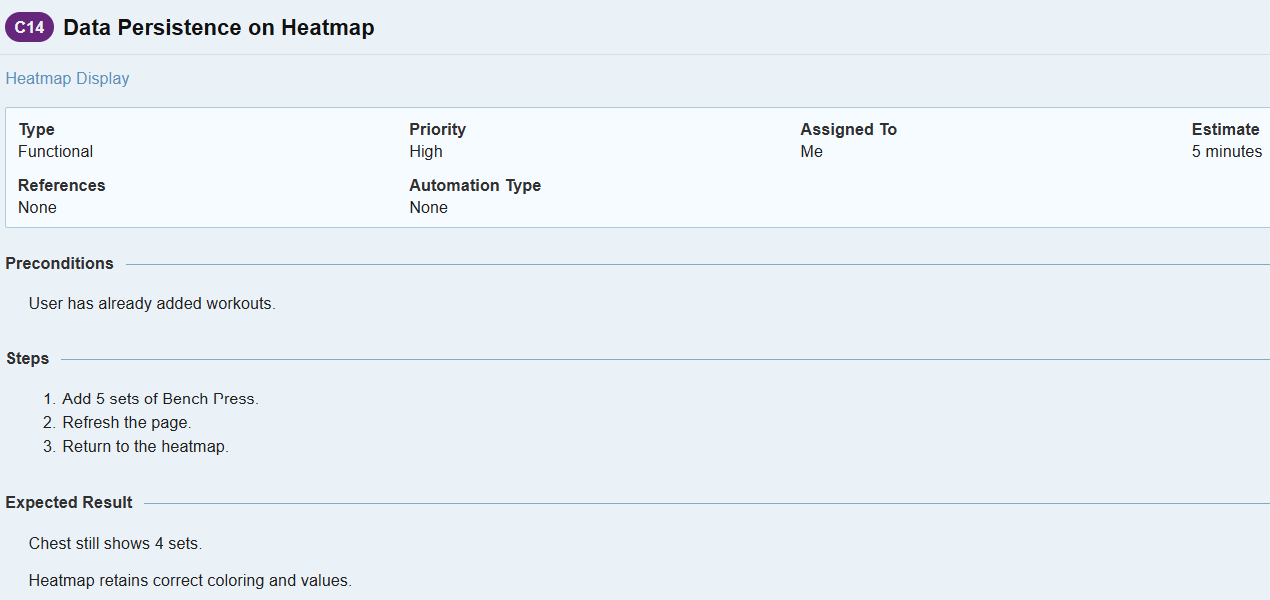 C14 Data Persistence on Heatmap
Heatmap Display
Type Priority Assigned To Estimate
Functional High Me 5 minutes
References Automation Type
None None
Preconditions
User has already added workouts.
Steps
1. Add 5 sets of Bench Press.
2. Refresh the page.
3. Return to the heatmap.
Expected Result
Chest still shows 4 sets.
Heatmap retains correct coloring and values.